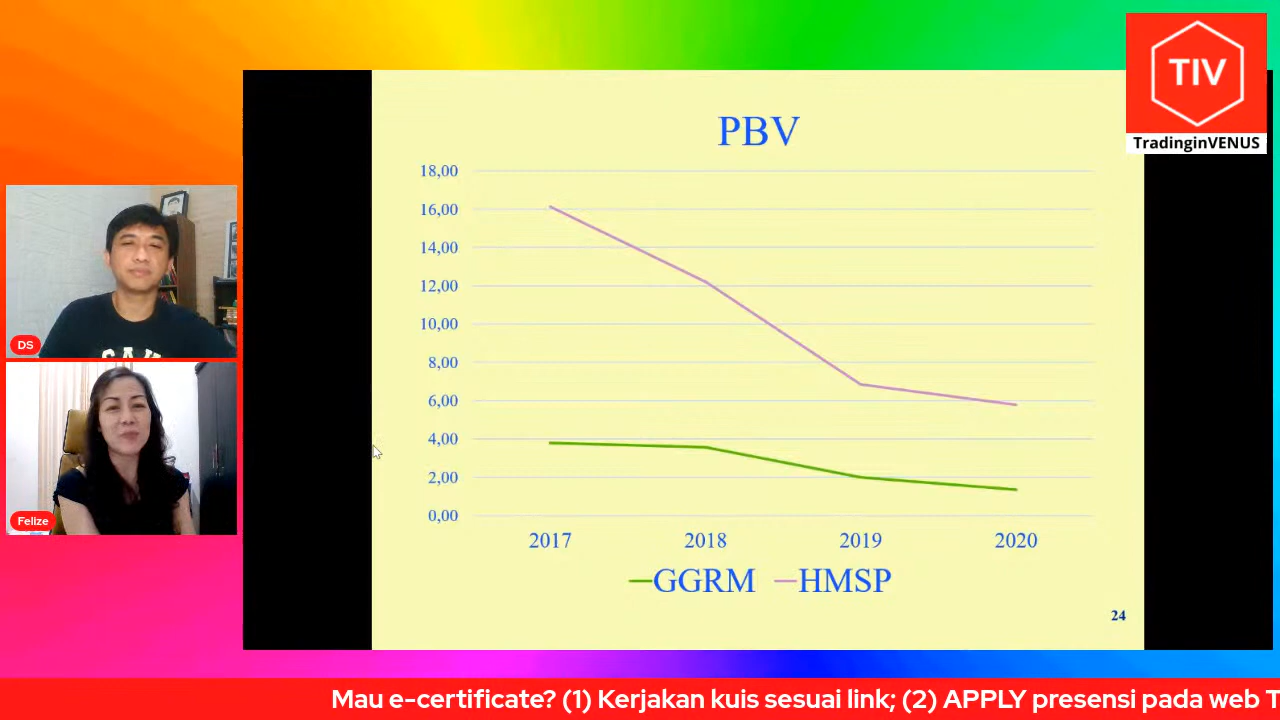 TIV
TradinginVENUS
PBV
18,00
16,00
14,00
12,00
10,00
8,00
6,00
4,00
2,00
0,00
2017 2018 2019 2020
GGRM HMSP
24
DS
Felize
Mau e-certificate? (1) Kerjakan kuis sesuai link; (2) APPLY presensi pada web T